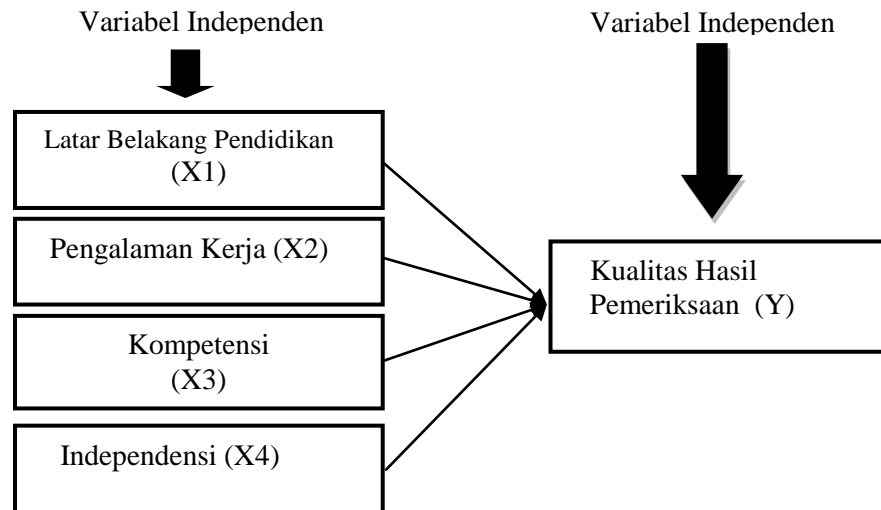 Variabel Independen
Variabel Independen
Latar Belakang Pendidikan
(X1)
Pengalaman Kerja (X2)
Kompetensi
(X3)
Independensi (X4)
Kualitas Hasil
Pemeriksaan (Y)